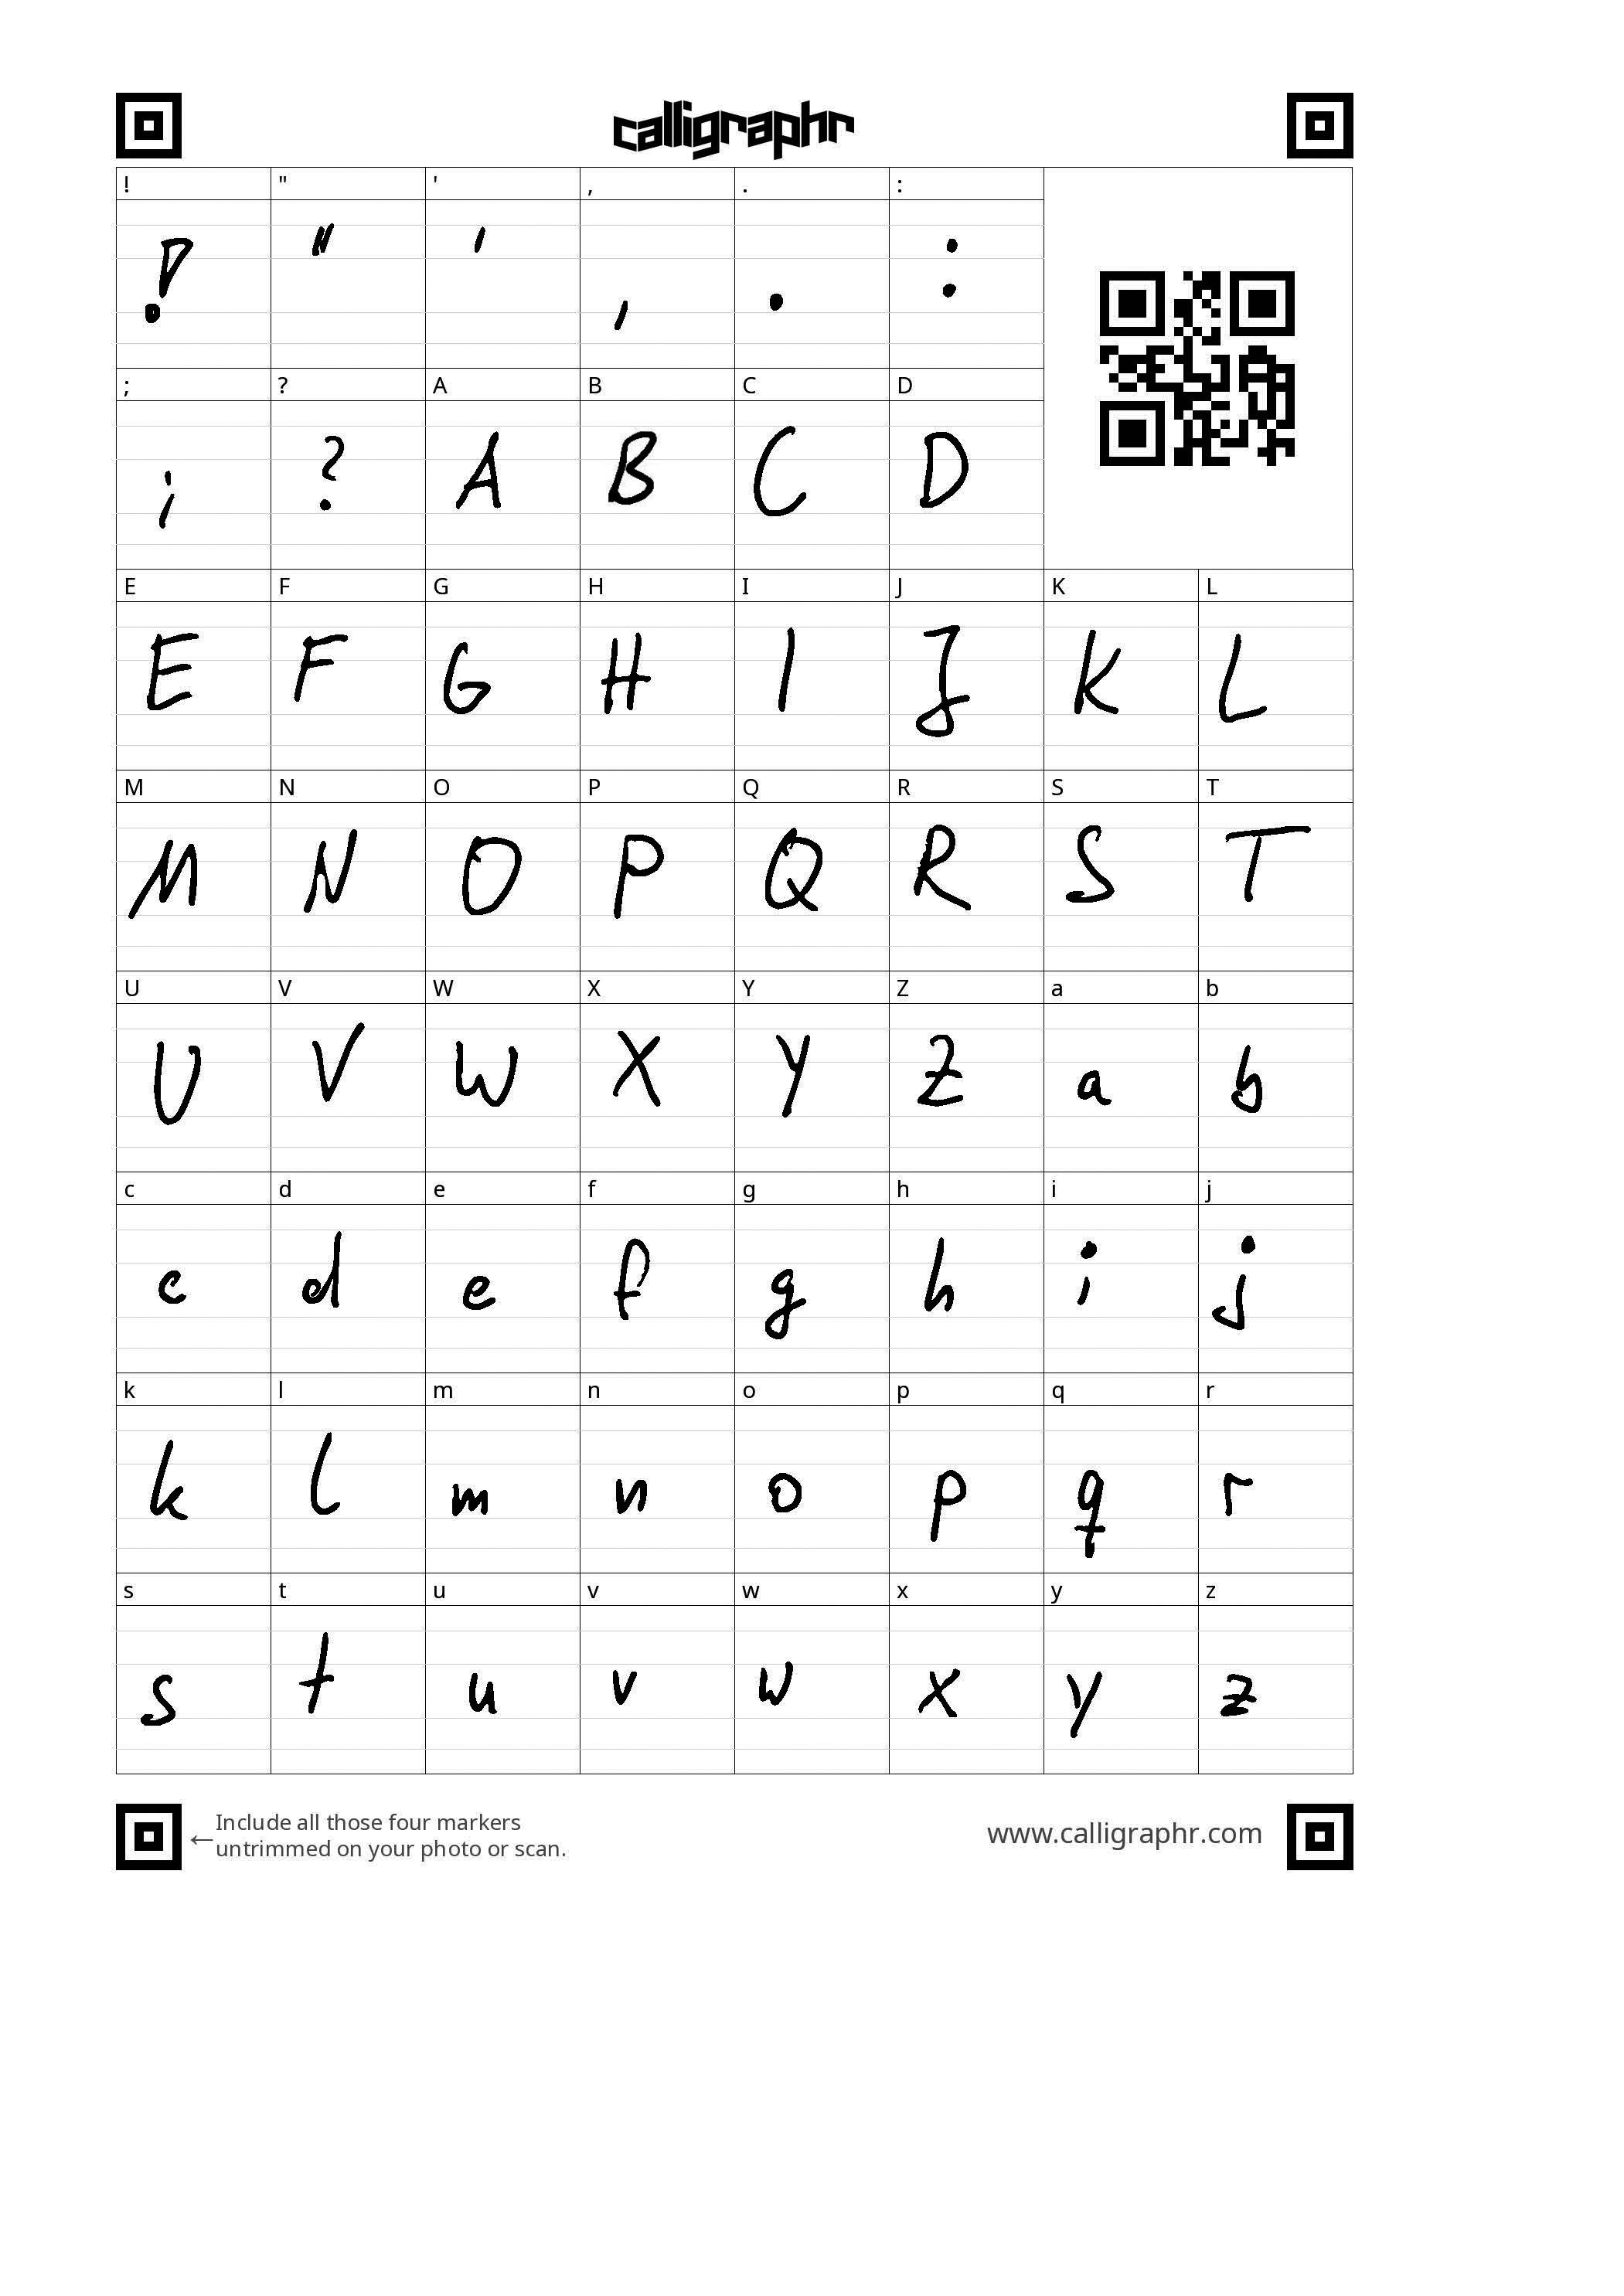 calligraphr
! " ' , . :
! " ' , . :
; ? A B C D
; ? A B C D
E F G H I J K L
E F G H I J K L
M N O P Q R S T
M N O P Q R S T
U V W X Y Z a b
U V W X Y Z a b
c d e f g h i j
c d e f g h i j
k l m n o p q r
k l m n o p q r
s t u v w x y z
s t u v w x y z
←Include all those four markers
untrimmed on your photo or scan.
www.calligraphr.com